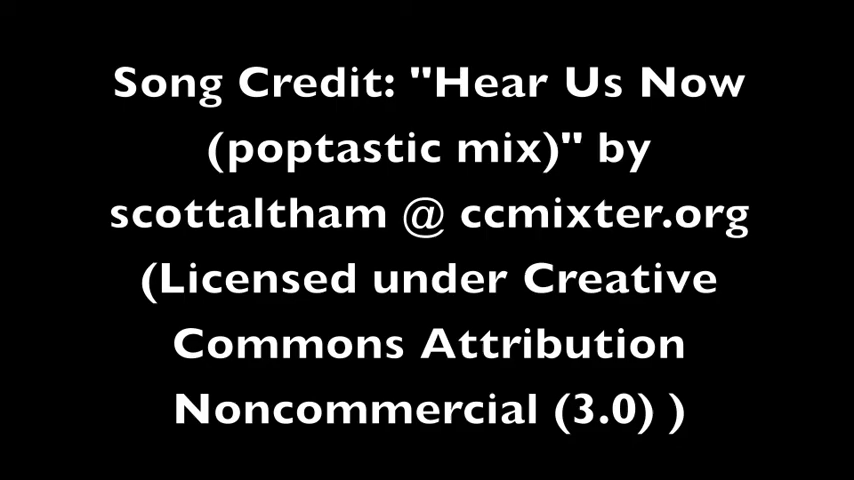 Song Credit: "Hear Us Now
(poptastic mix)" by
scottaltham @ ccmixter.org
(Licensed under Creative
Commons Attribution
Noncommercial (3.0) )